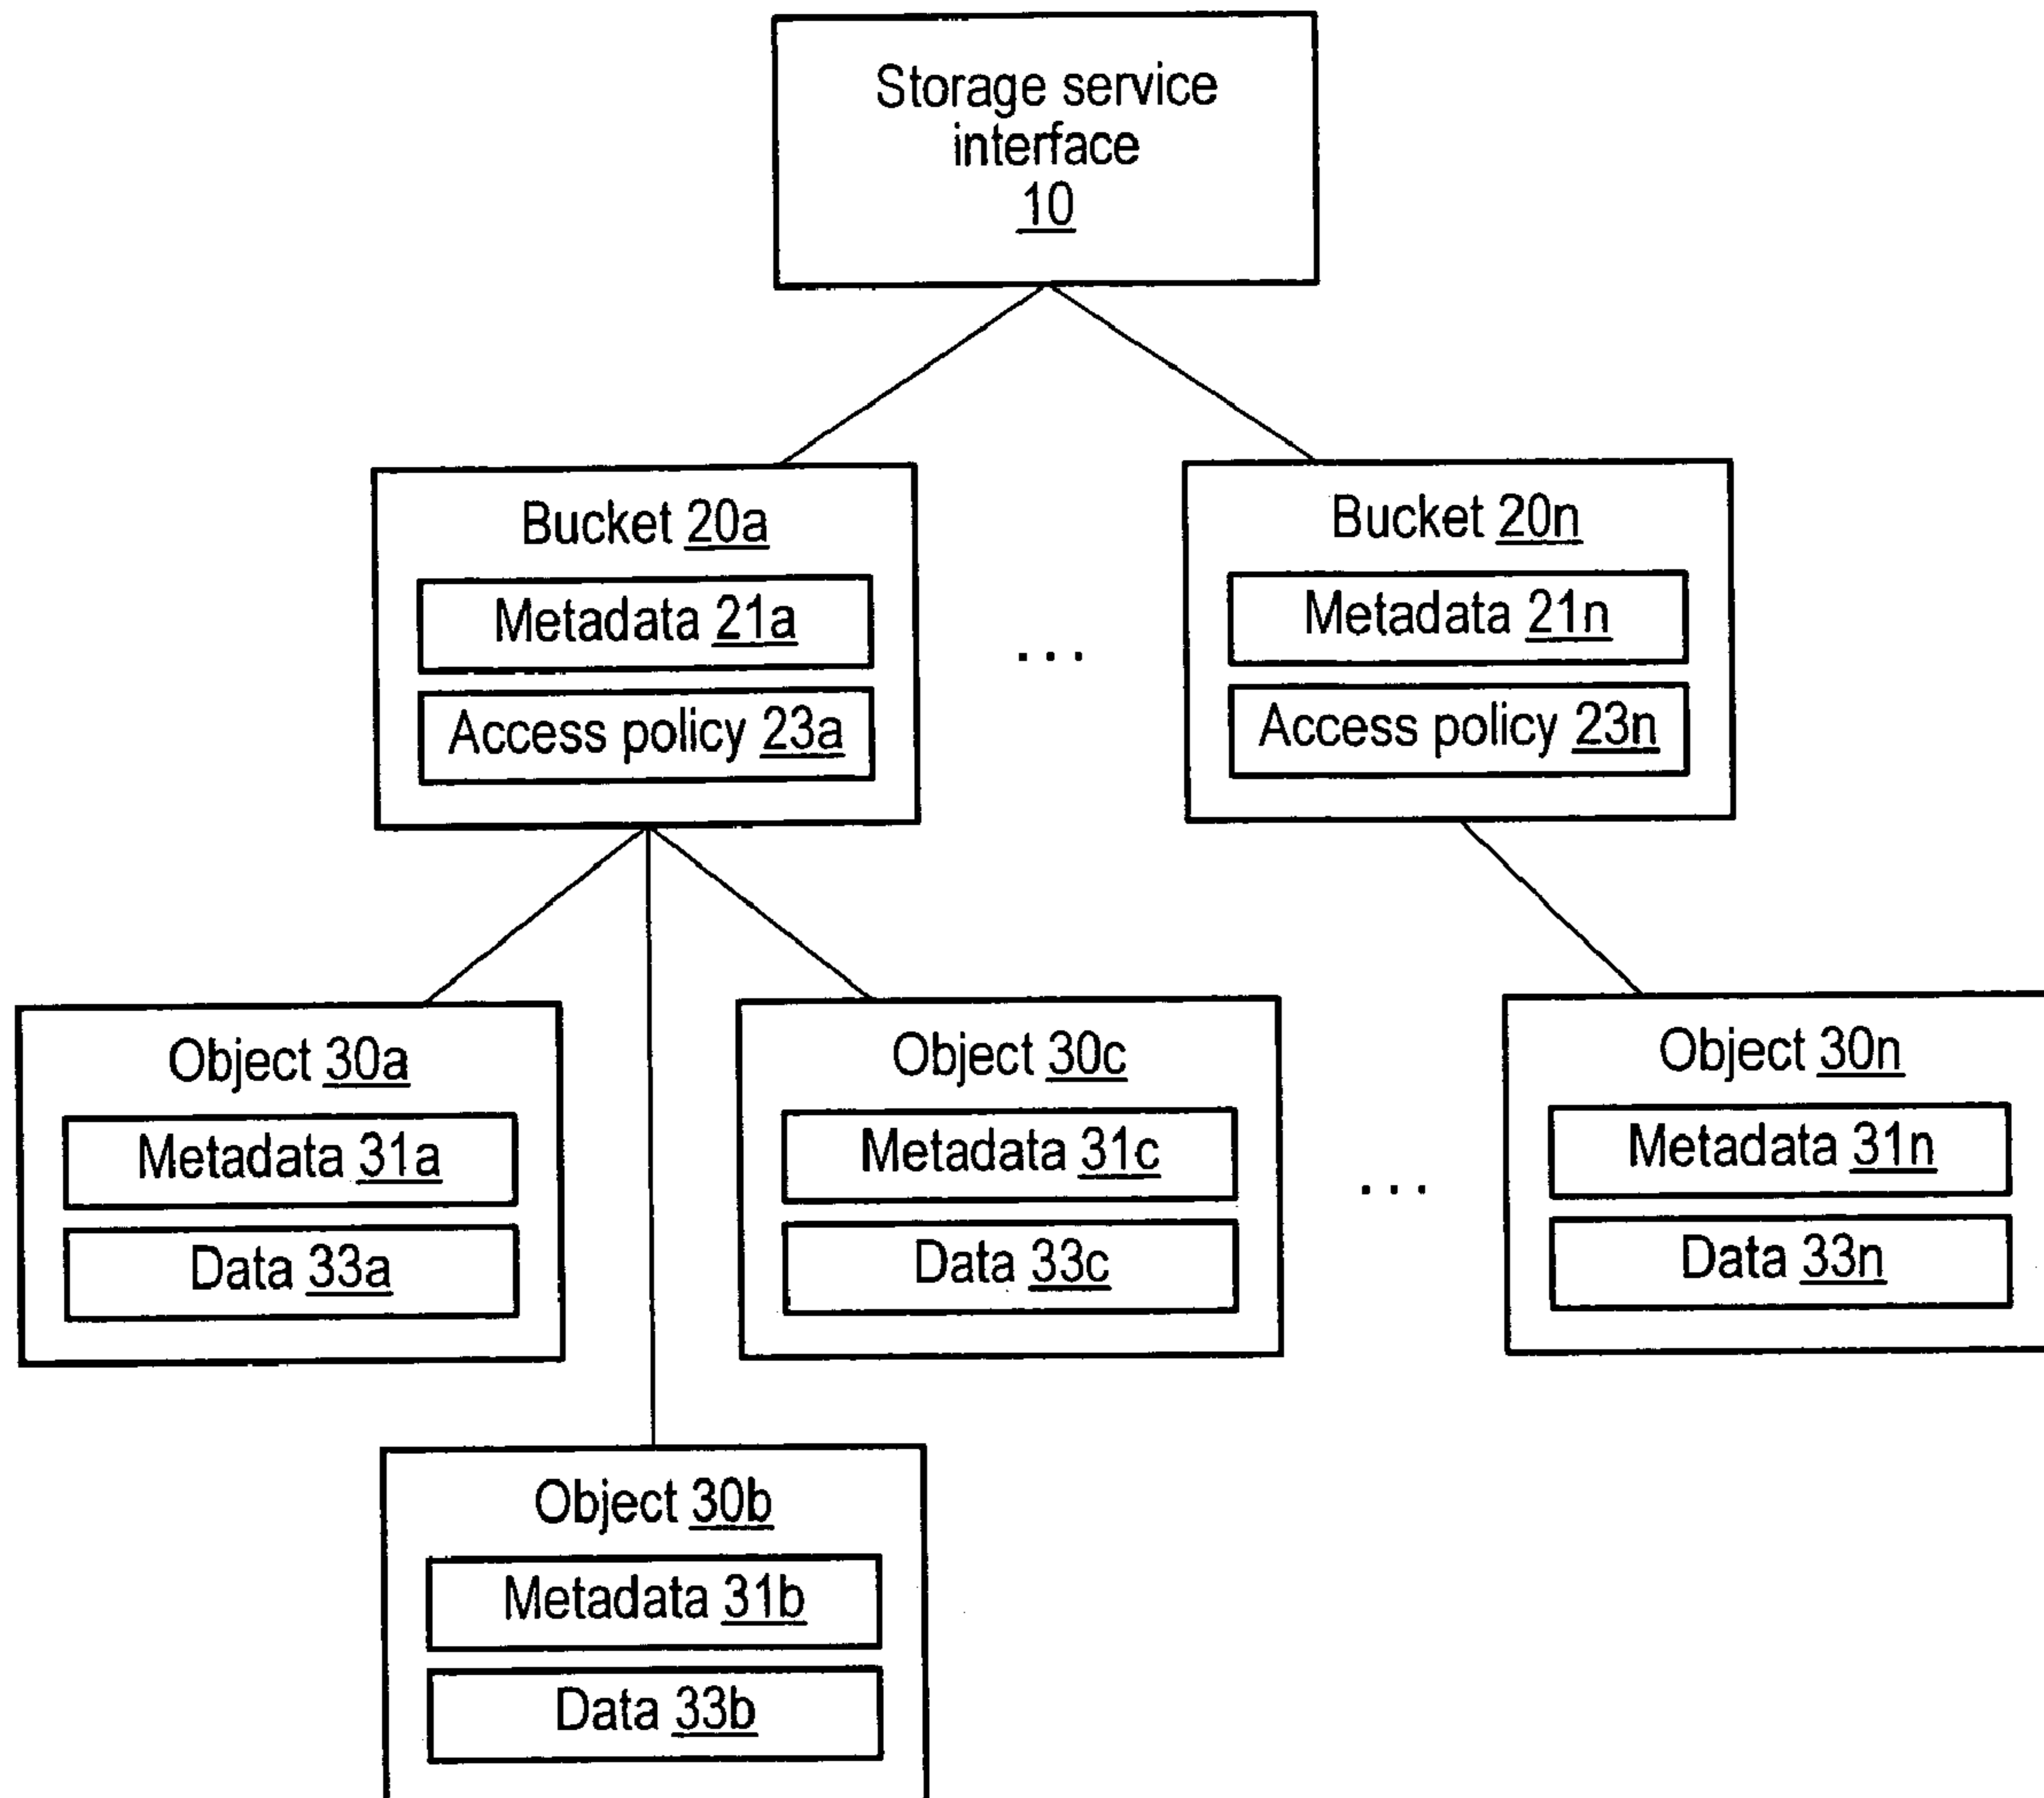 Storage service
interface
10
Bucket 20a
Metadata 21a
Access policy 23a
...
Bucket 20n
Metadata 21n
Access policy 23n
Object 30a
Metadata 31a
Data 33a
Object 30c
Metadata 31c
Data 33c
...
Object 30n
Metadata 31n
Data 33n
Object 30b
Metadata 31b
Data 33b